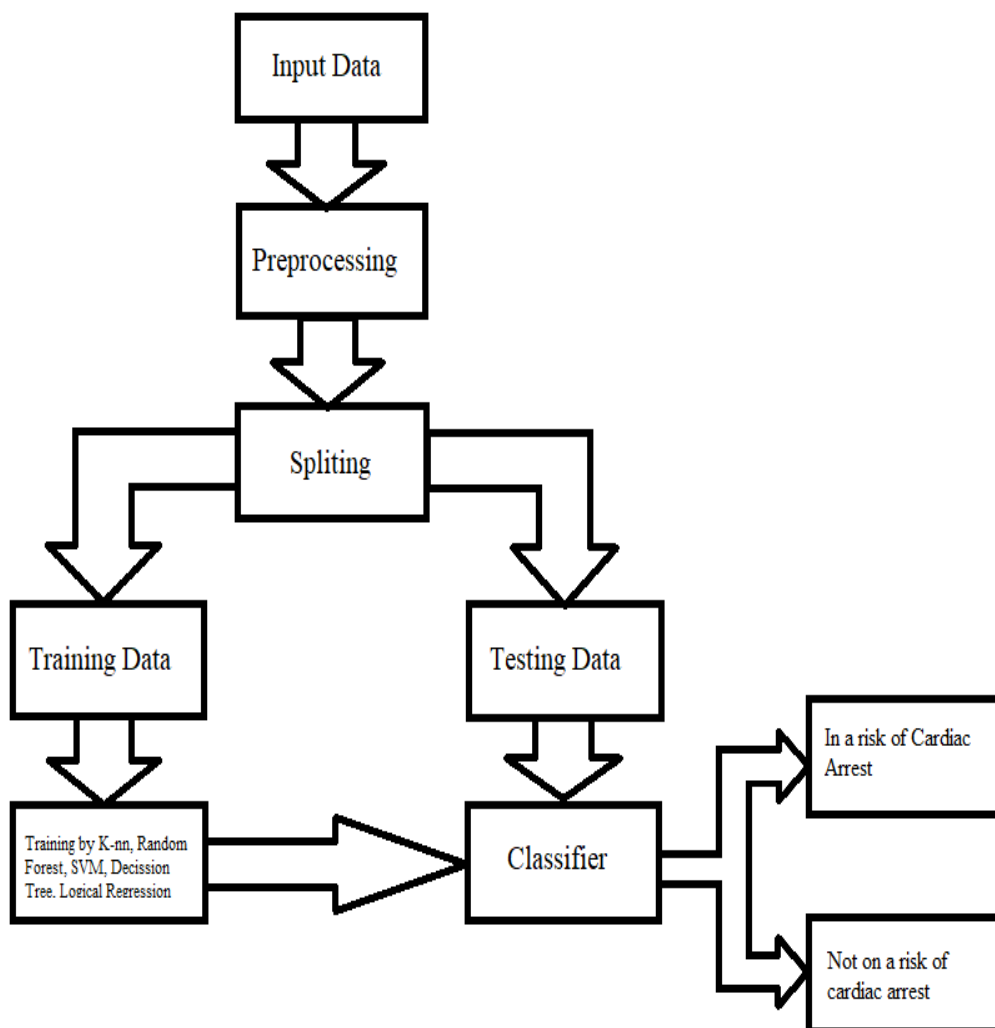 Input Data
Preprocessing
Spliting
Training Data
Testing Data
Training by K-nn, Random
Forest, SVM, Decission
Tree. Logical Regression
Classifier
In a risk of Cardiac
Arrest
Not on a risk of
cardiac arrest